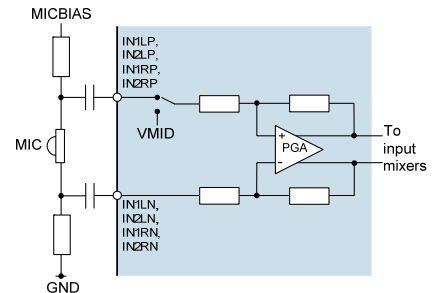 MICBIAS
IN1LP,
IN2LP,
IN1RP,
IN2RP
VMID
MIC
+
PGA
-
To
input
mixers
IN1LN,
IN2LN,
IN1RN,
IN2RN
GND